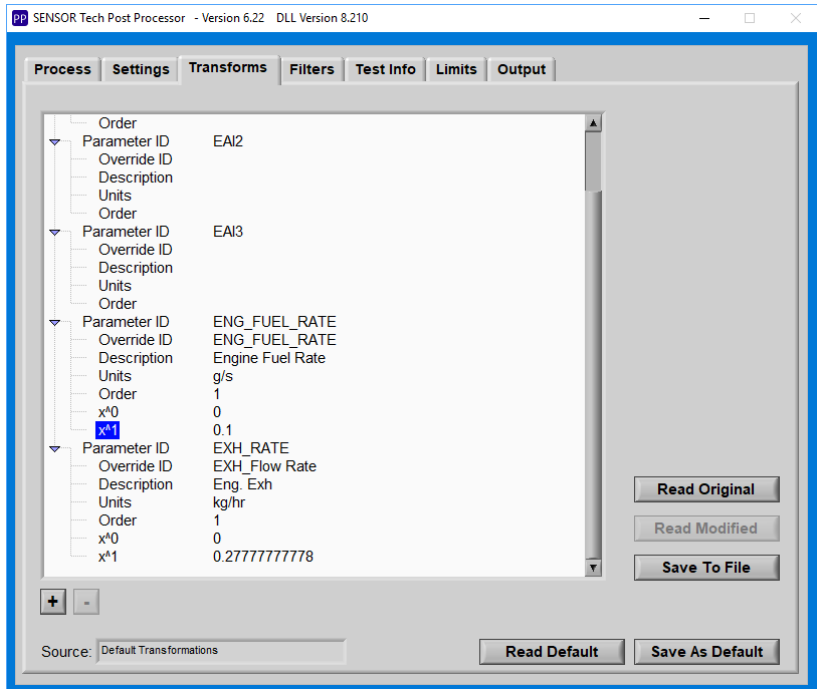 PP SENSOR Tech Post Processor - Version 6.22 DLL Version 8.210
Process Settings Transforms Filters Test Info Limits Output
Order
Parameter ID EAI2
Override ID
Description
Units
Order
Parameter ID EAI3
Override ID
Description
Units
Order
Parameter ID ENG_FUEL_RATE
Override ID ENG_FUEL_RATE
Description Engine Fuel Rate
Units g/s
Order 1
x^0 0
x^1 0.1
Parameter ID EXH_RATE
Override ID EXH_Flow Rate
Description Eng. Exh
Units kg/hr
Order 1
x^0 0
x^1 0.27777777778
Read Original
Read Modified
Save To File
+ -
Source: Default Transformations
Read Default Save As Default